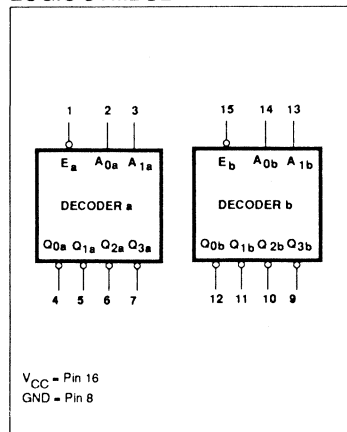 1 2 3 15 14 13
Ea A0a A1a Eb A0b A1b
DECODER a DECODER b
Q0a Q1a Q2a Q3a Q0b Q1b Q2b Q3b
4 5 6 7 12 11 10 9
VCC = Pin 16
GND = Pin 8